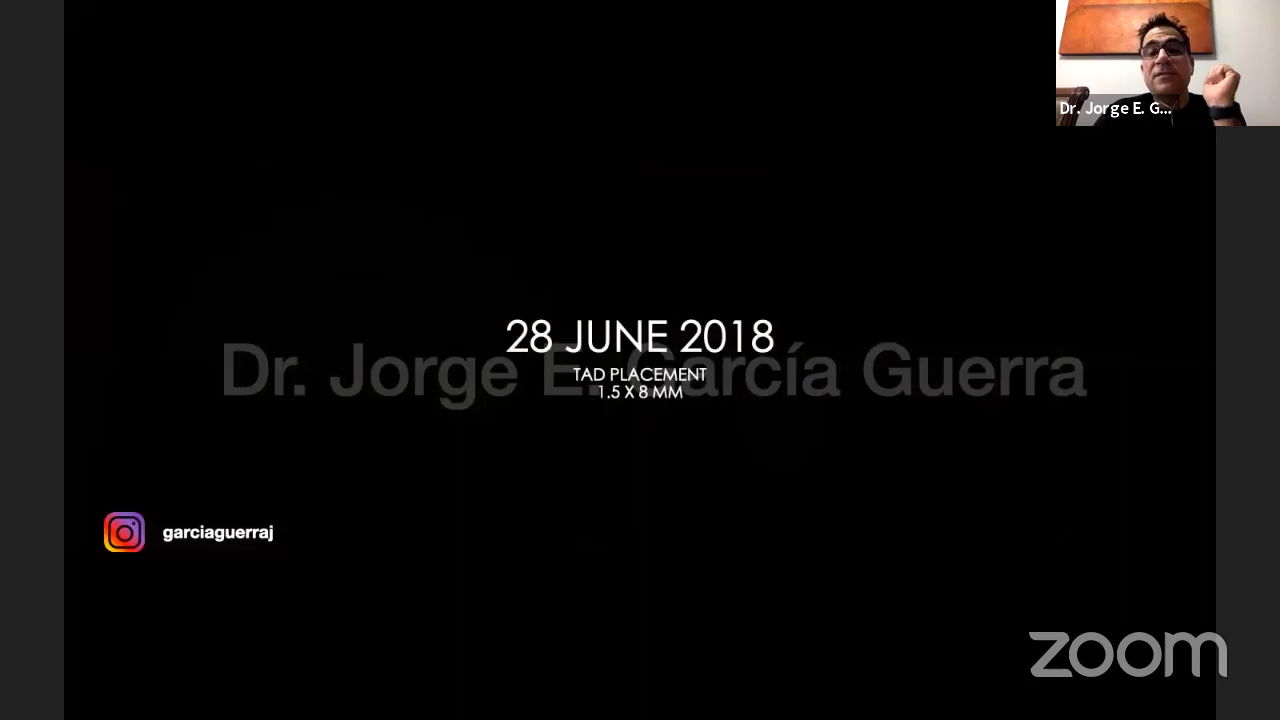 Dr. Jorge E. G...
28 JUNE 2018
Dr. Jorge E. García Guerra
TAD PLACEMENT
1.5 X 8 MM
garciaguerraj
zoom